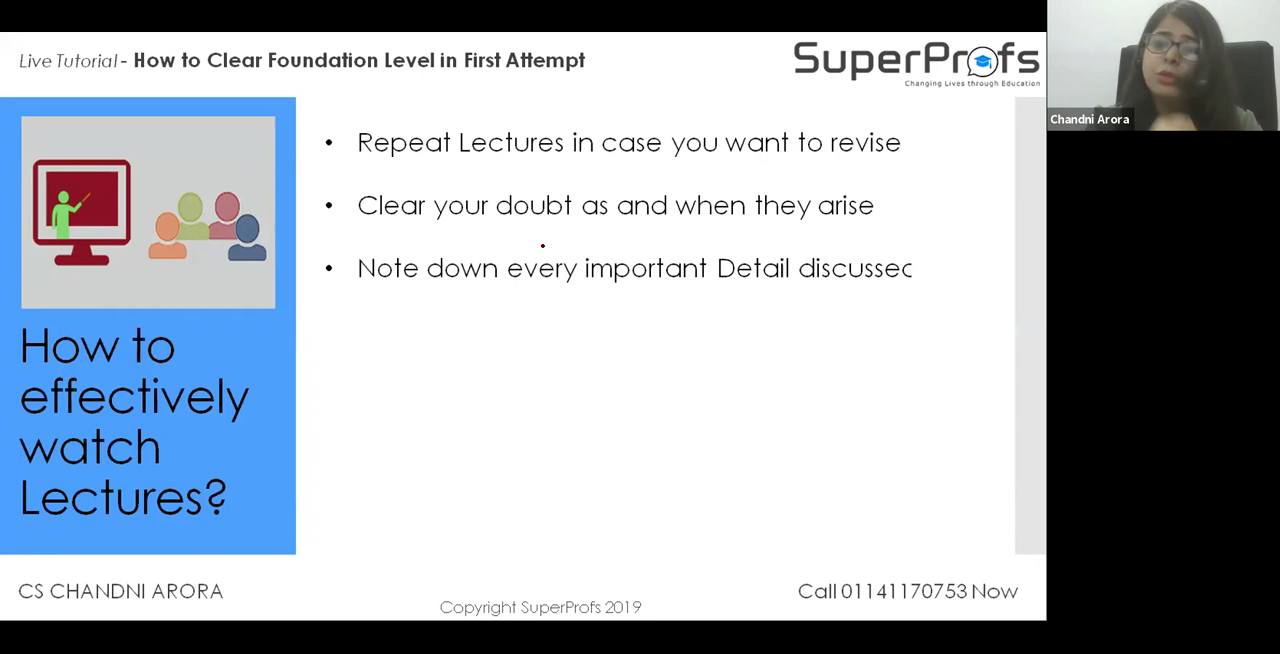 Live Tutorial - How to Clear Foundation Level in First Attempt
SuperProfs
Changing Lives through Education
Chandni Arora
• Repeat Lectures in case you want to revise
• Clear your doubt as and when they arise
• Note down every important Detail discussed
How to
effectively
watch
Lectures?
CS CHANDNI ARORA
Copyright SuperProfs 2019
Call 01141170753 Now